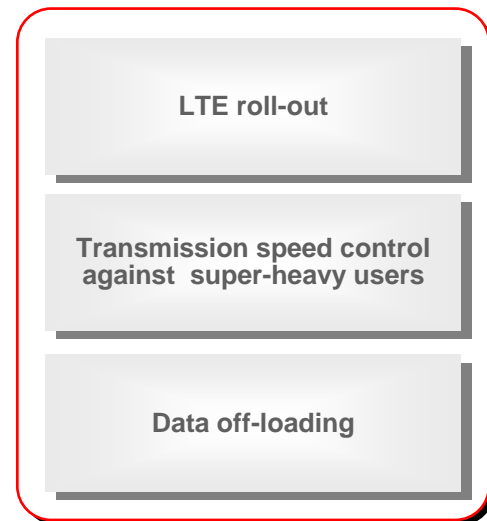 LTE roll-out
Transmission speed control
against  super-heavy users
Data off-loading